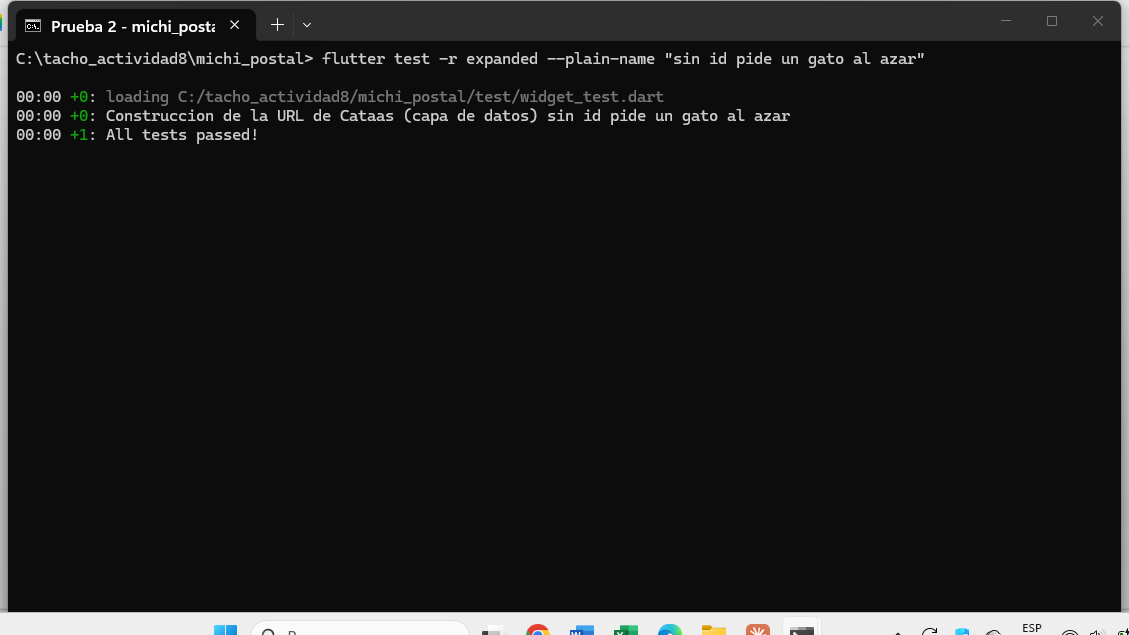 Prueba 2 - michi_posta
C:\tacho_actividad8\michi_postal> flutter test -r expanded --plain-name "sin id pide un gato al azar"
00:00 +0: loading C:/tacho_actividad8/michi_postal/test/widget_test.dart
00:00 +0: Construccion de la URL de Cataas (capa de datos) sin id pide un gato al azar
00:00 +1: All tests passed!
ESP